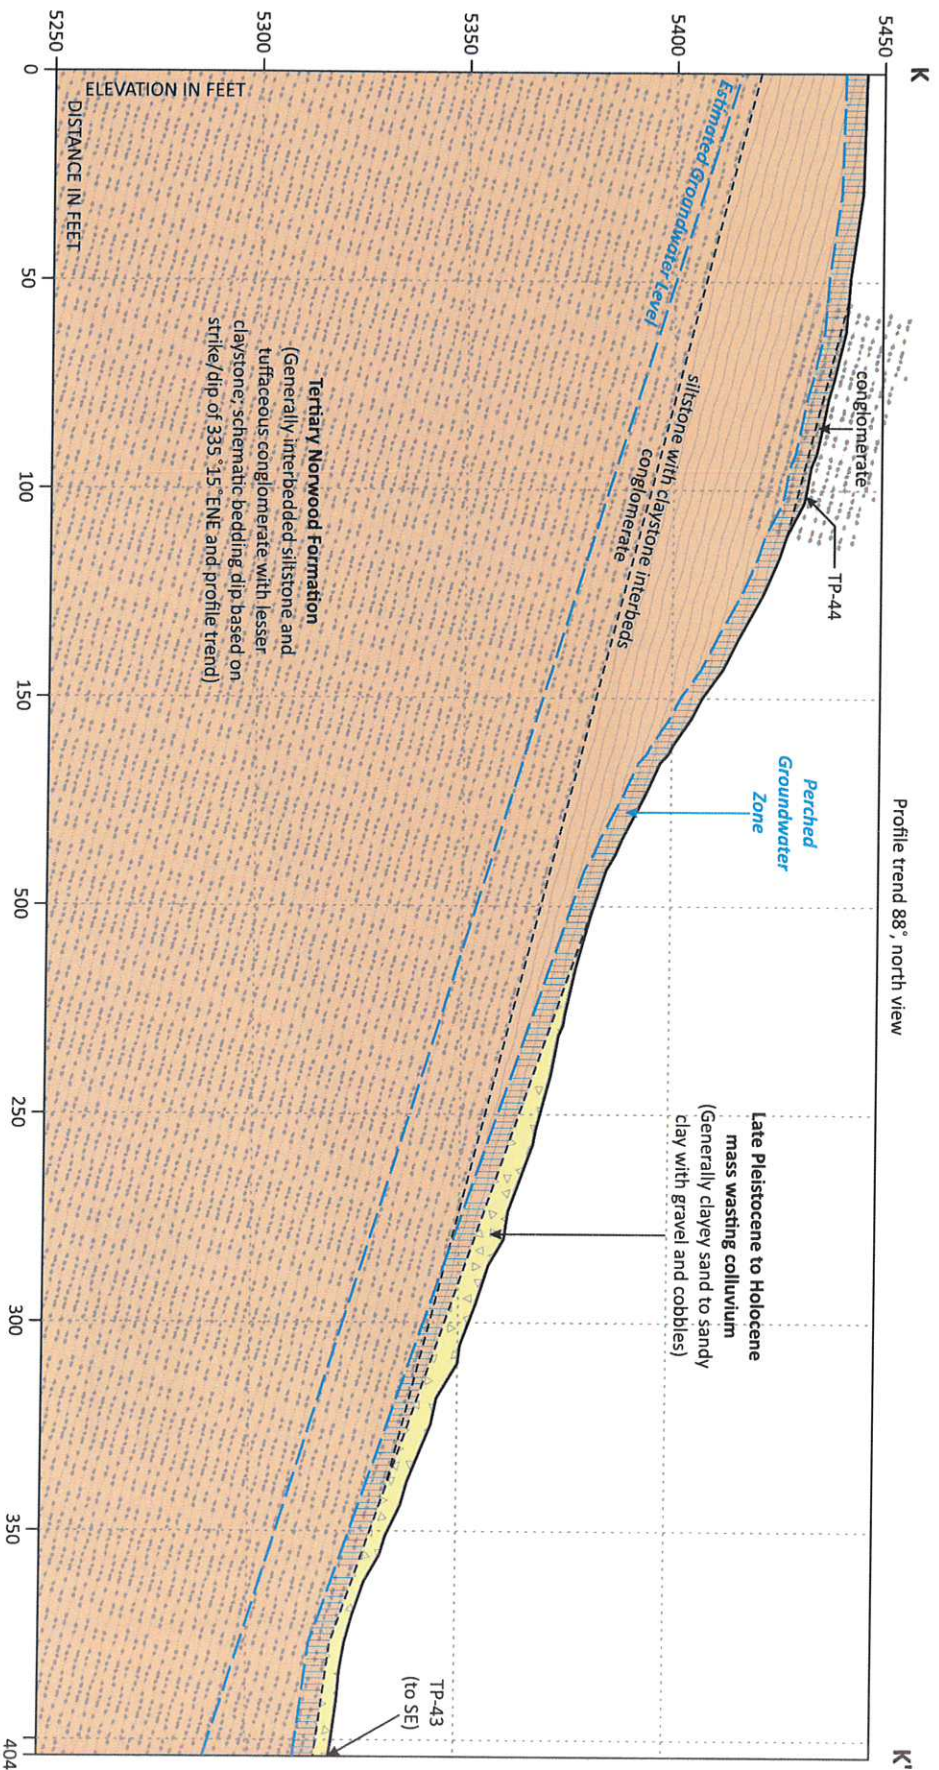 K
K'
Profile trend 88°, north view
5450
5400
5350
5300
5250
ELEVATION IN FEET
DISTANCE IN FEET
0
50
100
150
500
250
300
350
404
conglomerate
TP-44
Perched
Groundwater
Zone
Late Pleistocene to Holocene
mass wasting colluvium
(Generally clayey sand to sandy
clay with gravel and cobbles)
TP-43
(to SE)
Estimated Groundwater Level
siltstone with claystone interbeds
conglomerate
Tertiary Norwood Formation
(Generally interbedded siltstone and
tuffaceous conglomerate with lesser
claystone; schematic bedding dip based on
strike/dip of 335°15°ENE and profile trend)